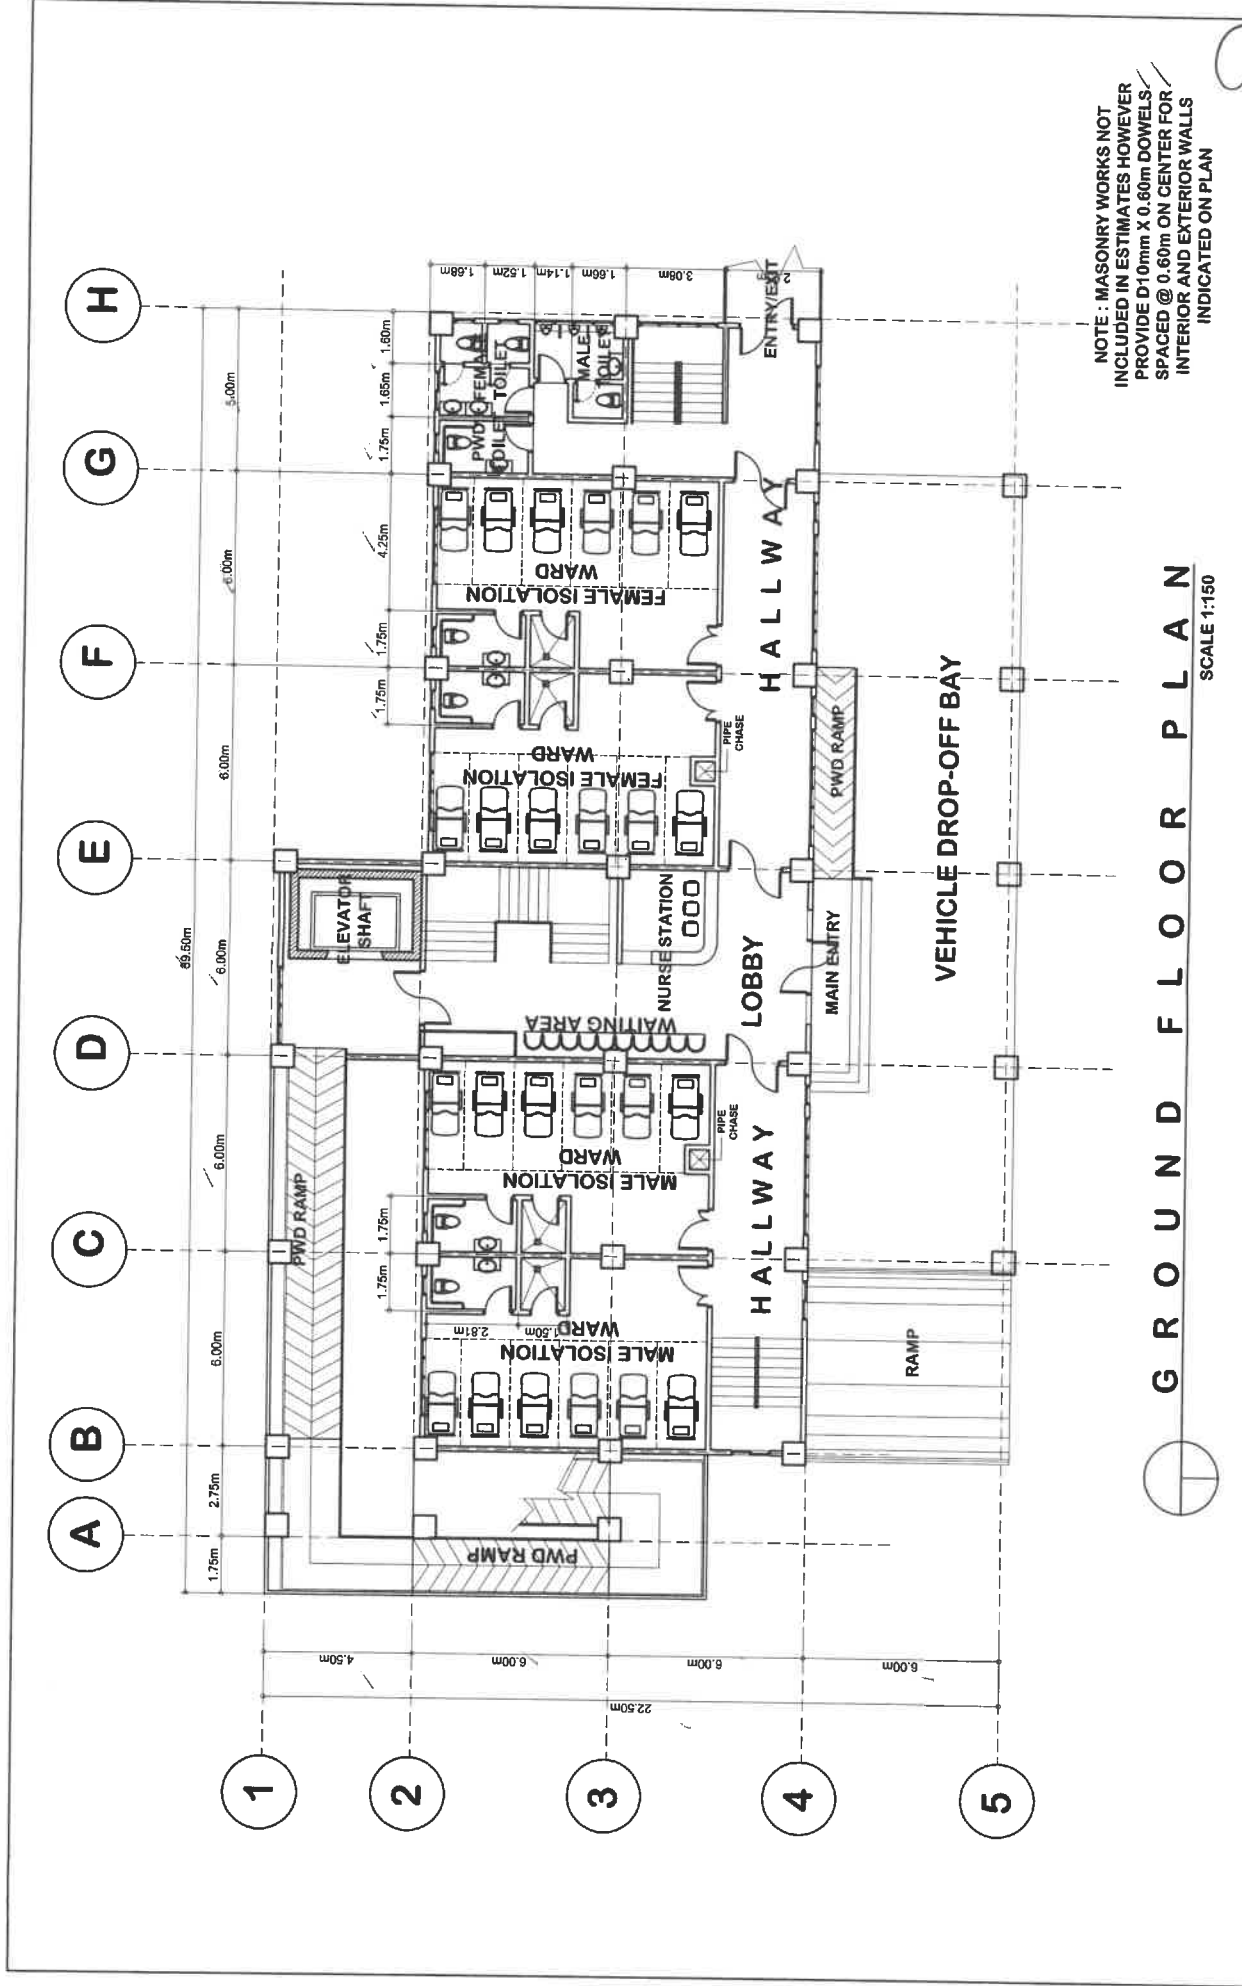 A
B
C
D
E
F
G
H
1
2
3
4
5
1.75m
2.75m
6.00m
6.00m
6.00m
6.00m
6.00m
5.00m
4.50m
6.00m
6.00m
6.00m
22.50m
1.75m
1.75m
1.75m
1.75m
4.25m
1.75m
1.65m
1.60m
1.68m
1.52m
1.14m
1.66m
3.08m
2.81m
1.50m
PWD RAMP
PWD RAMP
MALE ISOLATION
WARD
MALE ISOLATION
WARD
PIPE
CHASE
HALLWAY
RAMP
ELEVATOR
SHAFT
WAITING AREA
NURSE STATION
LOBBY
MAIN ENTRY
FEMALE ISOLATION
WARD
FEMALE ISOLATION
WARD
PIPE
CHASE
HALLWAY
PWD RAMP
VEHICLE DROP-OFF BAY
PWD
TOILET
FEMALE
TOILET
MALE
TOILET
ENTRY/EXIT
GROUND FLOOR PLAN
SCALE 1:150
NOTE : MASONRY WORKS NOT
INCLUDED IN ESTIMATES HOWEVER
PROVIDE D10mm X 0.60m DOWELS
SPACED @ 0.60m ON CENTER FOR
INTERIOR AND EXTERIOR WALLS
INDICATED ON PLAN